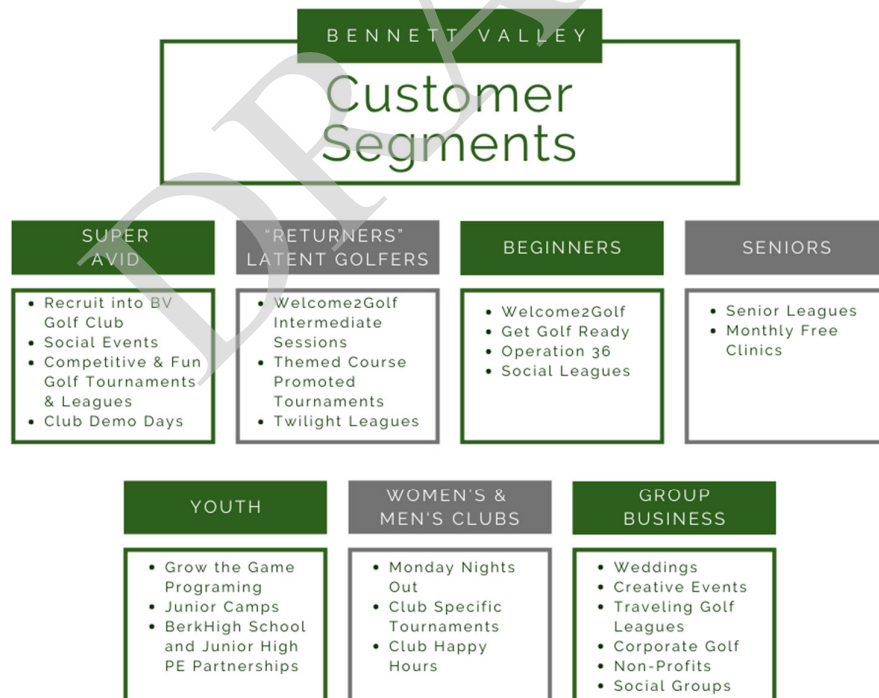 BENNETT VALLEY
Customer
Segments
SUPER
AVID
• Recruit into BV
Golf Club
• Social Events
• Competitive & Fun
Golf Tournaments
& Leagues
• Club Demo Days
"RETURNERS"
LATENT GOLFERS
• Welcome2Golf
Intermediate
Sessions
• Themed Course
Promoted
Tournaments
• Twilight Leagues
BEGINNERS
• Welcome2Golf
• Get Golf Ready
• Operation 36
• Social Leagues
SENIORS
• Senior Leagues
• Monthly Free
Clinics
YOUTH
• Grow the Game
Programing
• Junior Camps
• BerkHigh School
and Junior High
PE Partnerships
WOMEN'S &
MEN'S CLUBS
• Monday Nights
Out
• Club Specific
Tournaments
• Club Happy
Hours
GROUP
BUSINESS
• Weddings
• Creative Events
• Traveling Golf
Leagues
• Corporate Golf
• Non-Profits
• Social Groups
DRA